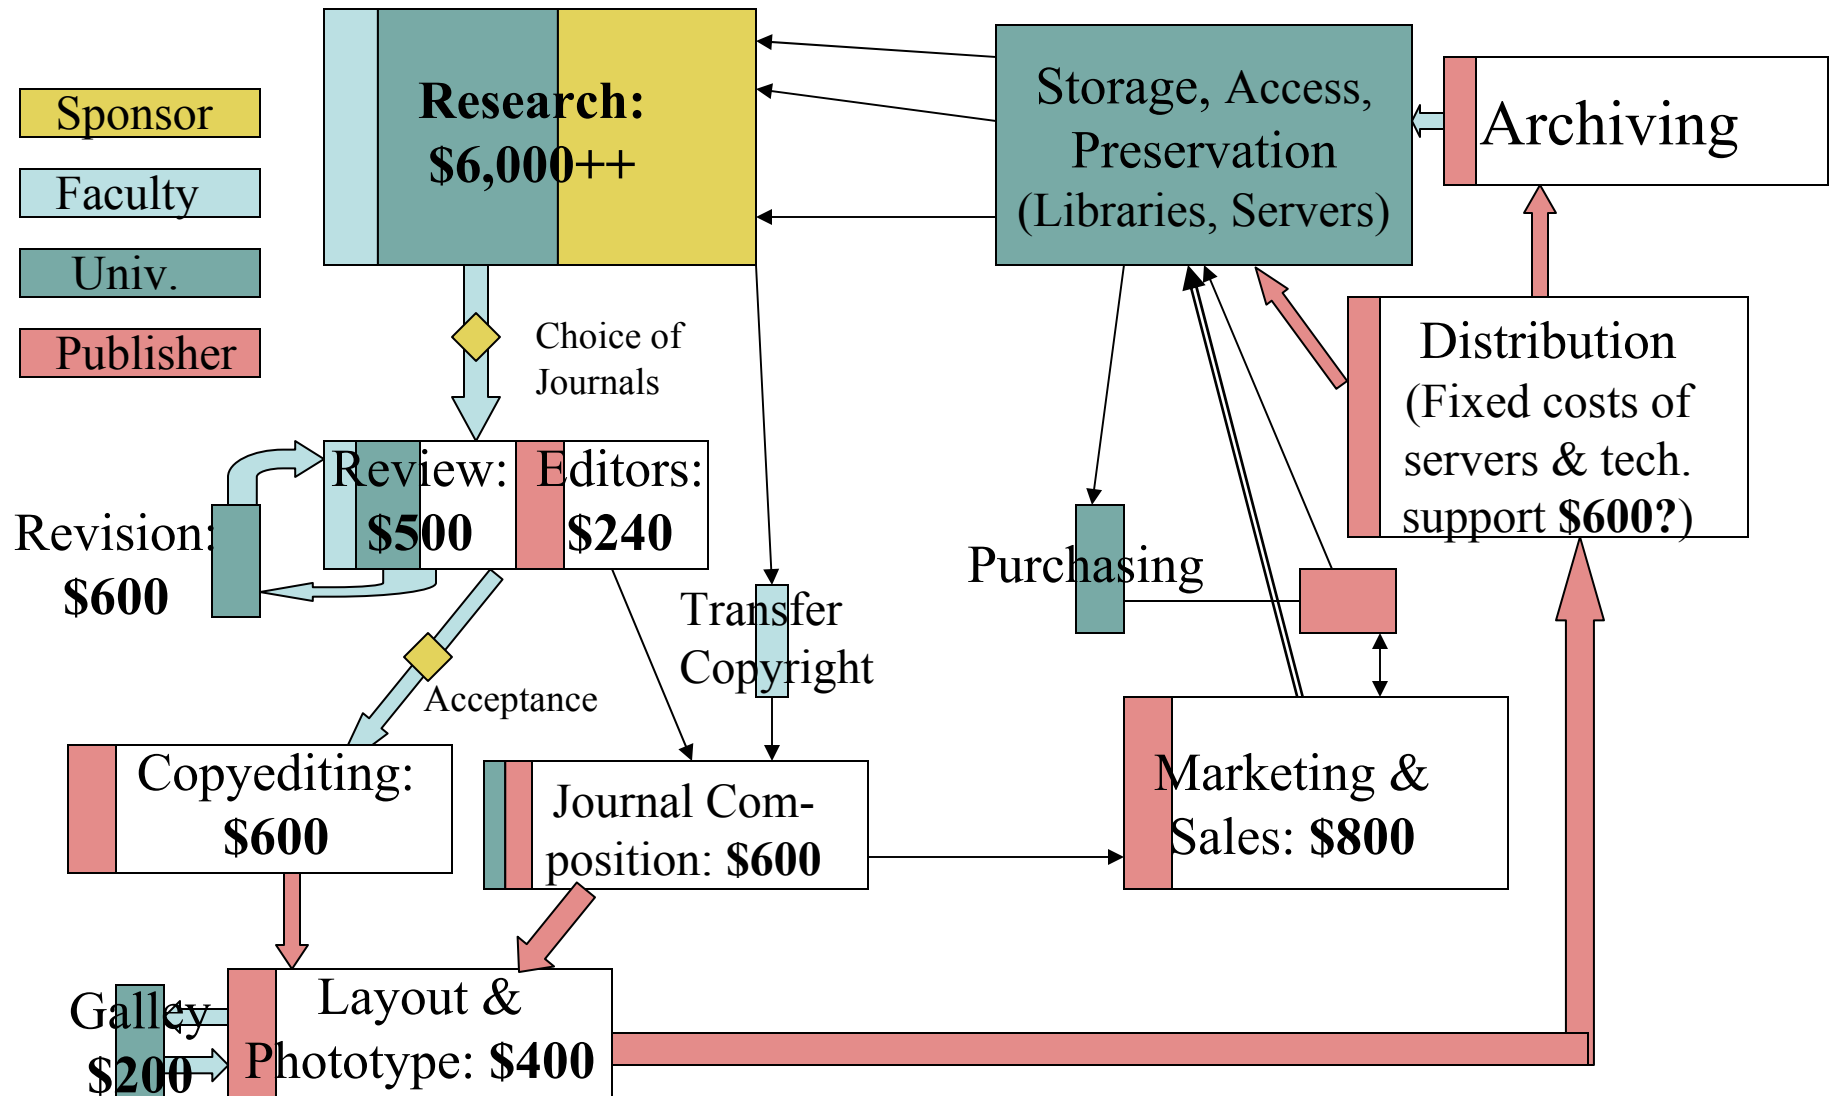 Sponsor
Faculty
Univ.
Publisher
Research:
$6,000++
Storage, Access,
Preservation
(Libraries, Servers)
Archiving
Choice of
Journals
Distribution
(Fixed costs of
servers & tech.
support $600?)
Review:
$500
Editors:
$240
Revision:
$600
Transfer
Copyright
Purchasing
Acceptance
Copyediting:
$600
Journal Com-
position: $600
Marketing &
Sales: $800
Galley
$200
Layout &
Phototype: $400